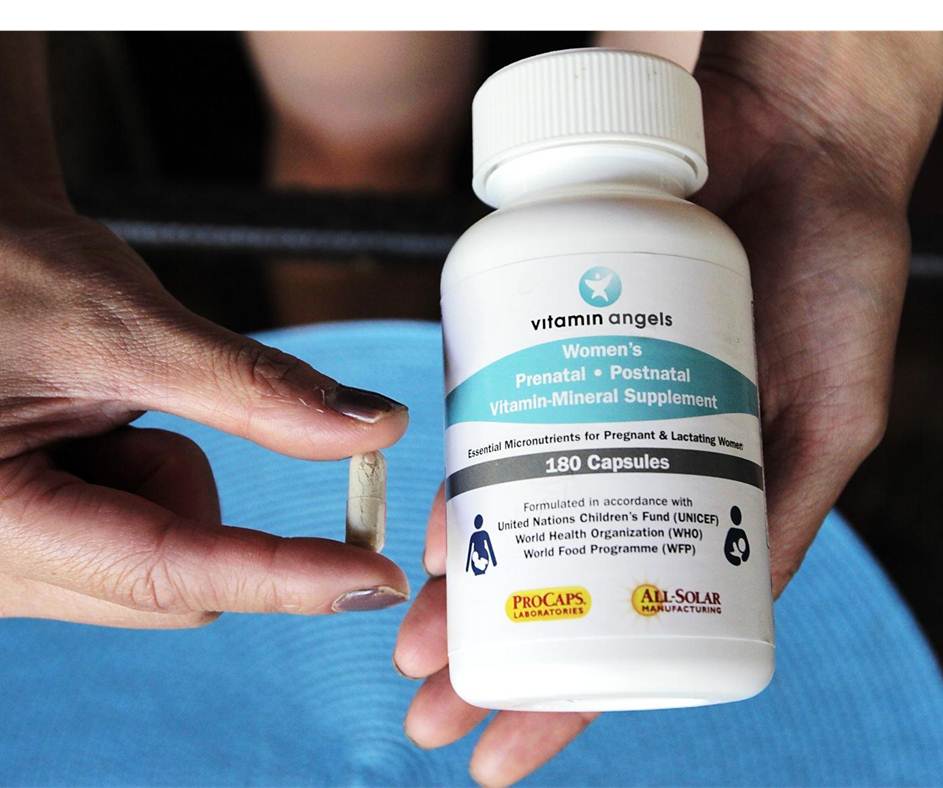 vitamin angels
Women's
Prenatal • Postnatal
Vitamin-Mineral Supplement
Essential Micronutrients for Pregnant & Lactating Women
180 Capsules
Formulated in accordance with
United Nations Children's Fund (UNICEF)
World Health Organization (WHO)
World Food Programme (WFP)
PROCAPS
LABORATORIES
ALL-SOLAR
MANUFACTURING